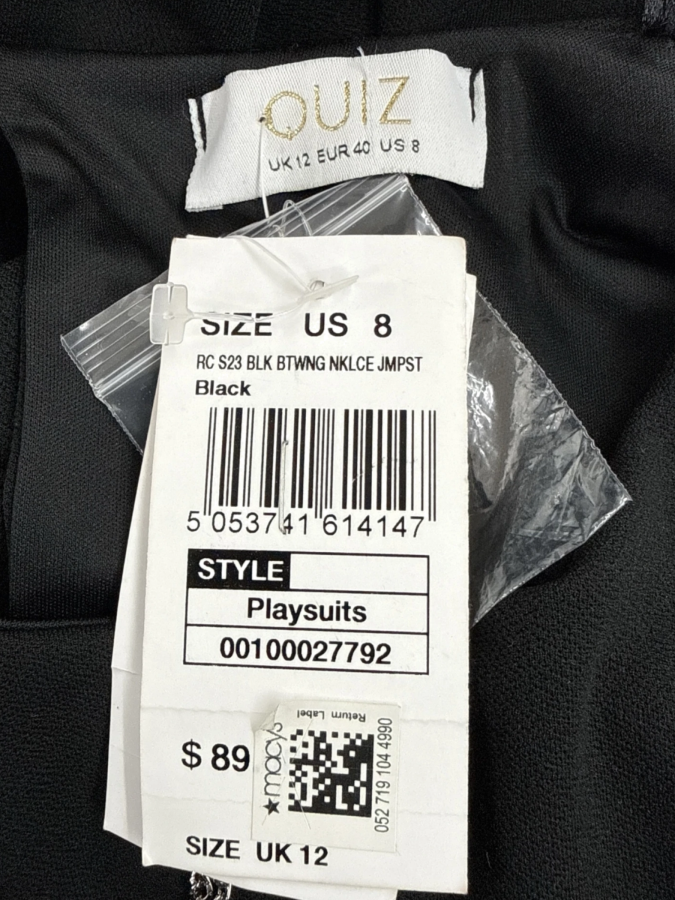 QUIZ
UK 12 EUR 40 US 8
SIZE US 8
RC S23 BLK BTWNG NKLCE JMPST
Black
5 053741 614147
STYLE
Playsuits
00100027792
$ 89
Return Label
macys
052 719 104 4990
SIZE UK 12